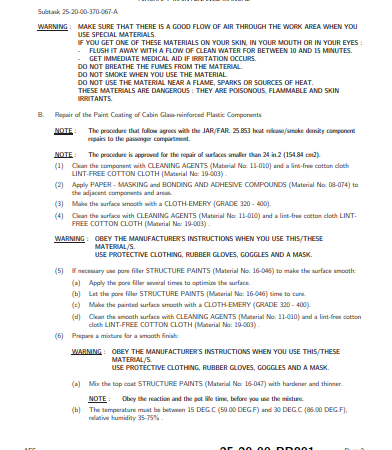 Subtask 25-20-00-370-067-A
WARNING : MAKE SURE THAT THERE IS A GOOD FLOW OF AIR THROUGH THE WORK AREA WHEN YOU
USE SPECIAL MATERIALS.
IF YOU GET ONE OF THESE MATERIALS ON YOUR SKIN, IN YOUR MOUTH OR IN YOUR EYES :
- FLUSH IT AWAY WITH A FLOW OF CLEAN WATER FOR BETWEEN 10 AND 15 MINUTES.
- GET IMMEDIATE MEDICAL AID IF IRRITATION OCCURS.
DO NOT BREATHE THE FUMES FROM THE MATERIAL.
DO NOT SMOKE WHEN YOU USE THE MATERIAL.
DO NOT USE THE MATERIAL NEAR A FLAME, SPARKS OR SOURCES OF HEAT.
THESE MATERIALS ARE DANGEROUS : THEY ARE POISONOUS, FLAMMABLE AND SKIN
IRRITANTS.
B. Repair of the Paint Coating of Cabin Glass-reinforced Plastic Components
NOTE : The procedure that follow agrees with the JAR/FAR. 25.853 heat release/smoke density component
repairs to the passenger compartment.
NOTE : The procedure is approved for the repair of surfaces smaller than 24 in.2 (154.84 cm2).
(1) Clean the component with CLEANING AGENTS (Material No: 11-010) and a lint-free cotton cloth
LINT-FREE COTTON CLOTH (Material No: 19-003) .
(2) Apply PAPER - MASKING and BONDING AND ADHESIVE COMPOUNDS (Material No: 08-074) to
the adjacent components and areas.
(3) Make the surface smooth with a CLOTH-EMERY (GRADE 320 - 400).
(4) Clean the surface with CLEANING AGENTS (Material No: 11-010) and a lint-free cotton cloth LINT-
FREE COTTON CLOTH (Material No: 19-003) .
WARNING : OBEY THE MANUFACTURER'S INSTRUCTIONS WHEN YOU USE THIS/THESE
MATERIAL/S.
USE PROTECTIVE CLOTHING, RUBBER GLOVES, GOGGLES AND A MASK.
(5) If necessary use pore filler STRUCTURE PAINTS (Material No: 16-046) to make the surface smooth:
(a) Apply the pore filler several times to optimize the surface.
(b) Let the pore filler STRUCTURE PAINTS (Material No: 16-046) time to cure.
(c) Make the painted surface smooth with a CLOTH-EMERY (GRADE 320 - 400).
(d) Clean the smooth surface with CLEANING AGENTS (Material No: 11-010) and a lint-free cotton
cloth LINT-FREE COTTON CLOTH (Material No: 19-003) .
(6) Prepare a mixture for a smooth finish:
WARNING : OBEY THE MANUFACTURER'S INSTRUCTIONS WHEN YOU USE THIS/THESE
MATERIAL/S.
USE PROTECTIVE CLOTHING, RUBBER GLOVES, GOGGLES AND A MASK.
(a) Mix the top coat STRUCTURE PAINTS (Material No: 16-047) with hardener and thinner.
NOTE : Obey the reaction and the pot life time, before you use the mixture.
(b) The temperature must be between 15 DEG.C (59.00 DEG.F) and 30 DEG.C (86.00 DEG.F),
relative humidity 35-75% .